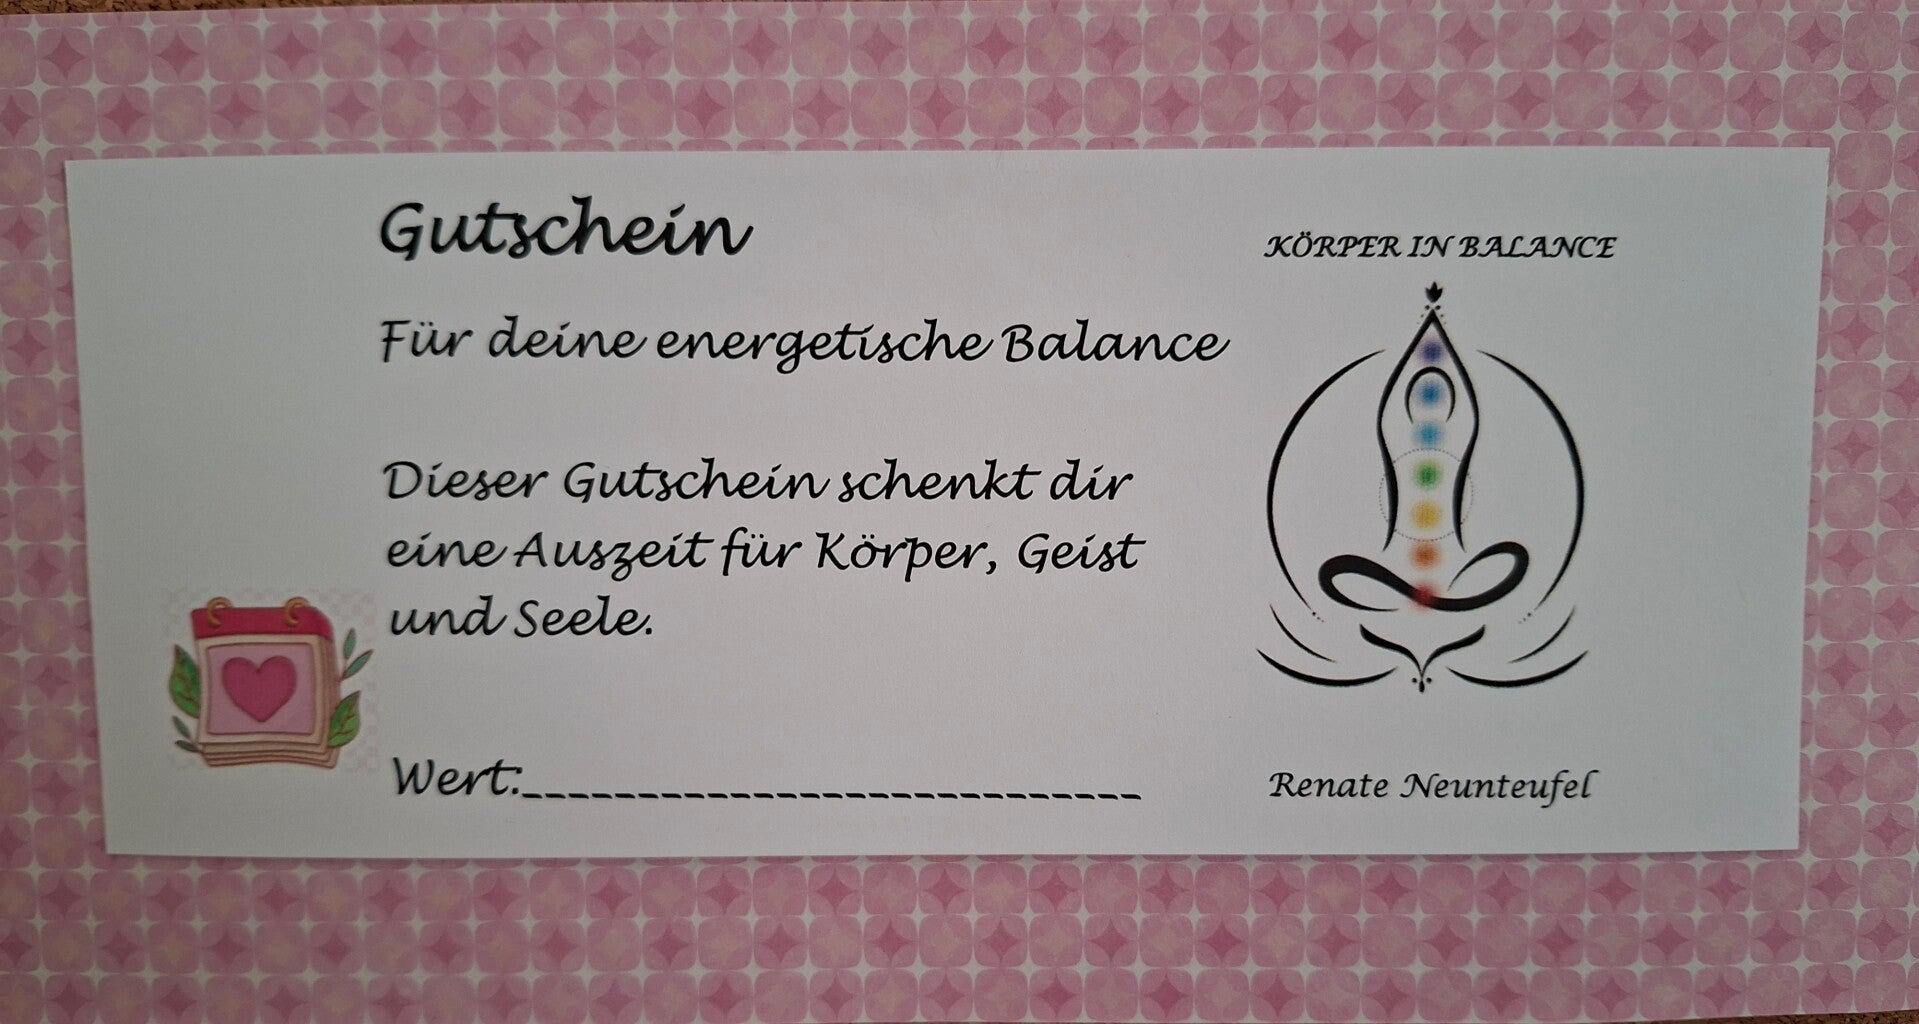 Gutschein
Für deine energetische Balance
Dieser Gutschein schenkt dir
eine Auszeit für Körper, Geist
und Seele.
Wert:___________________________
KÖRPER IN BALANCE
Renate Neunteufel